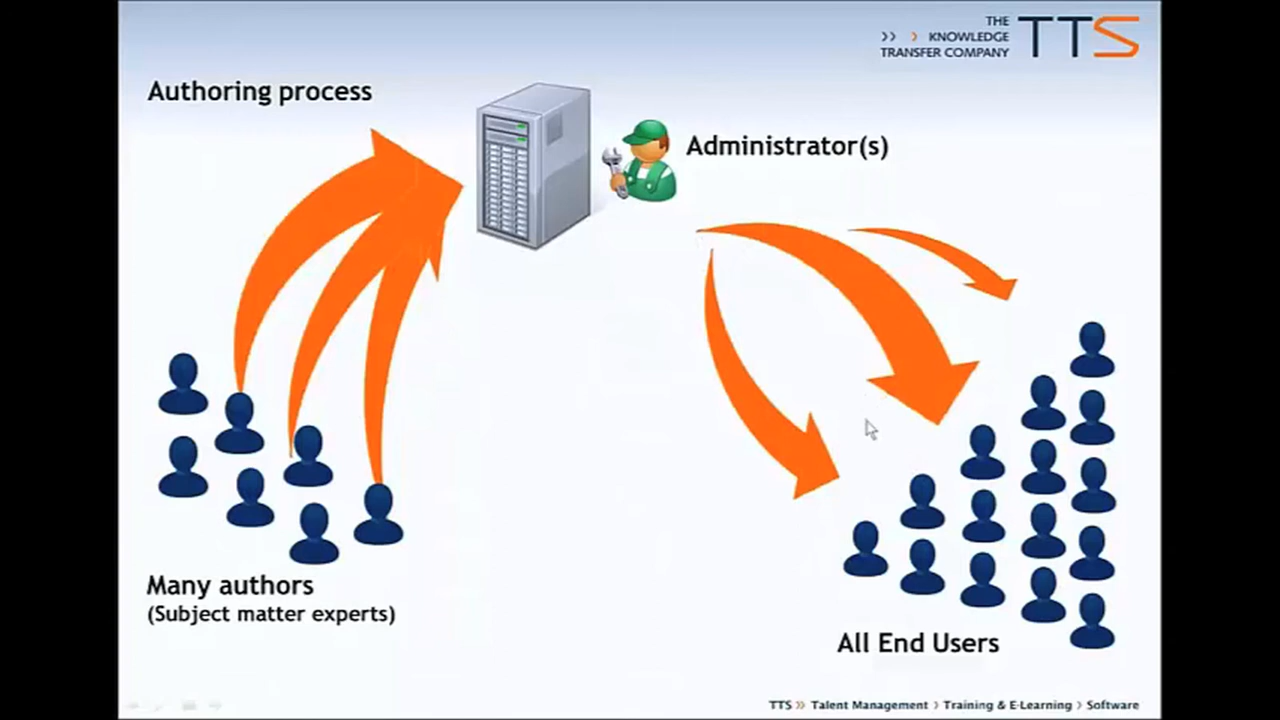 THE
>> > KNOWLEDGE
TRANSFER COMPANY
TTS
Authoring process
Administrator(s)
Many authors
(Subject matter experts)
All End Users
TTS >> Talent Management > Training & E-Learning > Software